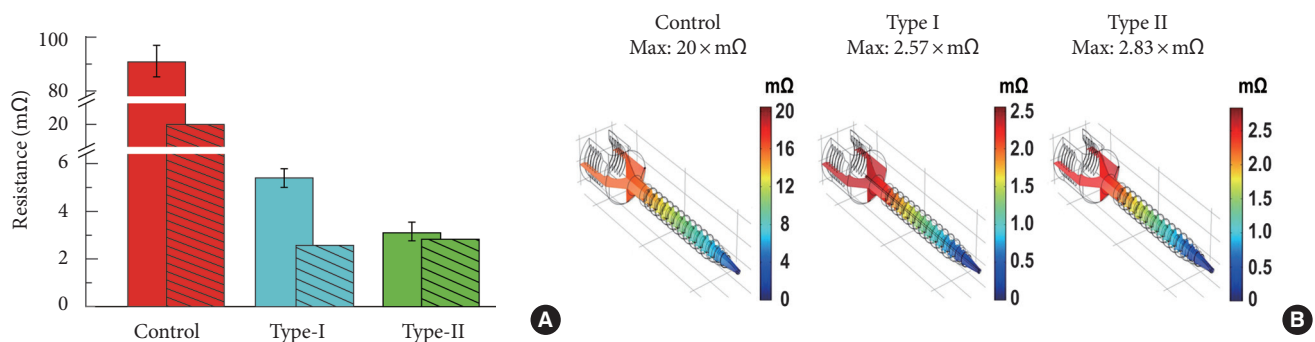 Resistance (mΩ)
100
80
20
6
4
2
0
Control
Type-I
Type-II
A
Control
Max: 20 × mΩ
mΩ
20
16
12
8
4
0
Type I
Max: 2.57 × mΩ
mΩ
2.5
2.0
1.5
1.0
0.5
0
Type II
Max: 2.83 × mΩ
mΩ
2.5
2.0
1.5
1.0
0.5
0
B